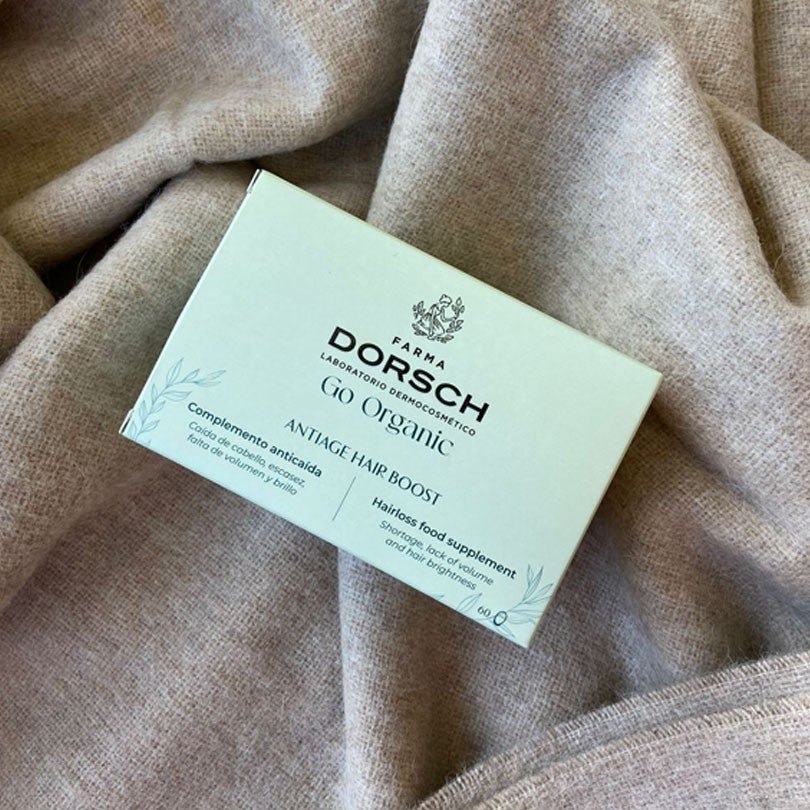 FARMA
DORSCH
LABORATORIO DERMOCOSMÉTICO
Go Organic
ANTIAGE HAIR BOOST
Complemento anticaída
Caída de cabello, escasez,
falta de volumen y brillo
Hairloss food supplement
Shortage, lack of volume
and hair brightness
60